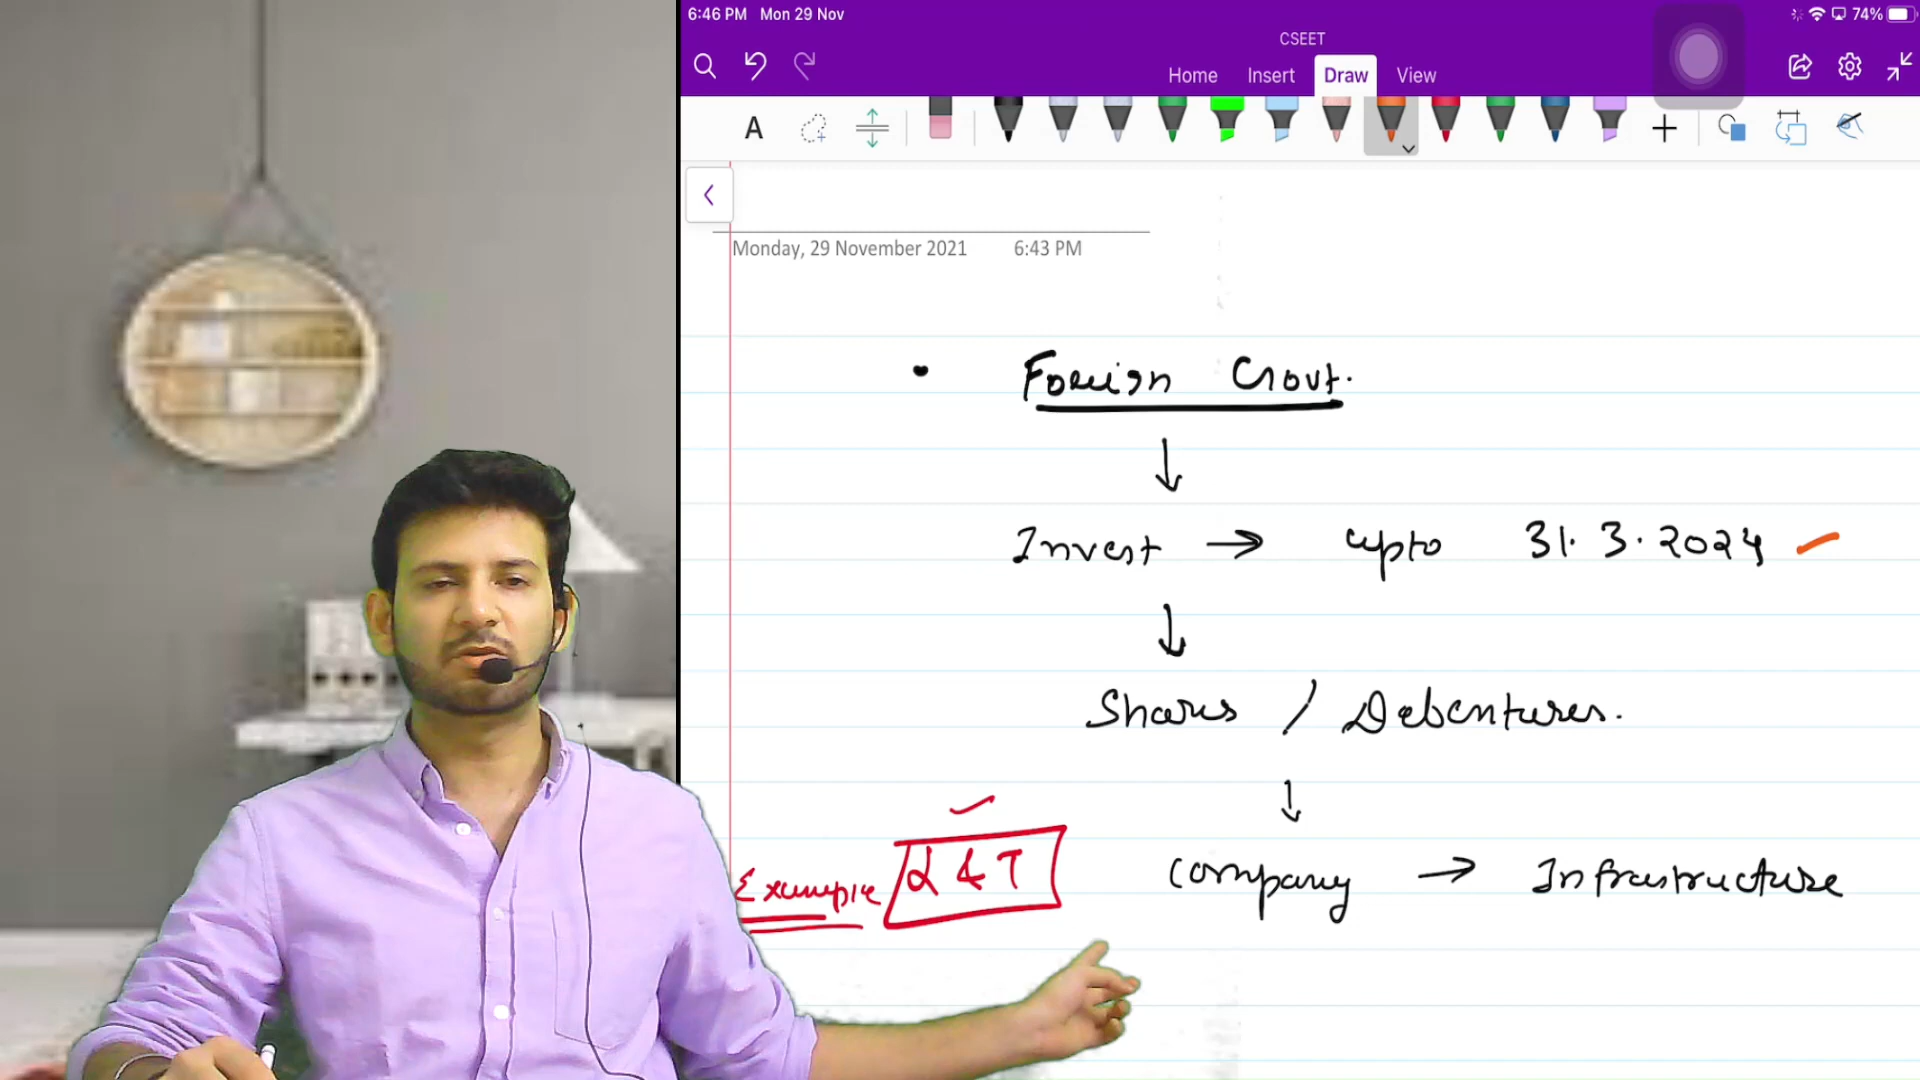 6:46 PM Mon 29 Nov 74%
CSEET
Home Insert Draw View
A
Monday, 29 November 2021 6:43 PM
Foreign Govt.
Invest → upto 31.3.2024
↓
Shares / Debentures.
↓
Example L & T Company → Infrastructure